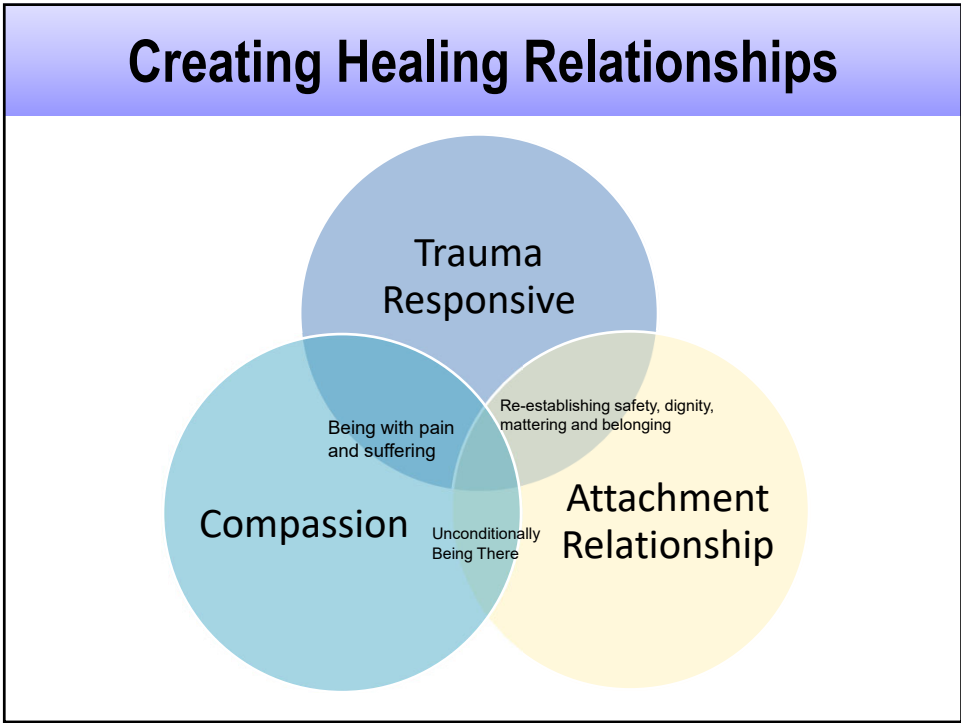 Creating Healing Relationships
Trauma
Responsive
Re-establishing safety, dignity,
mattering and belonging
Being with pain
and suffering
Compassion
Unconditionally
Being There
Attachment
Relationship